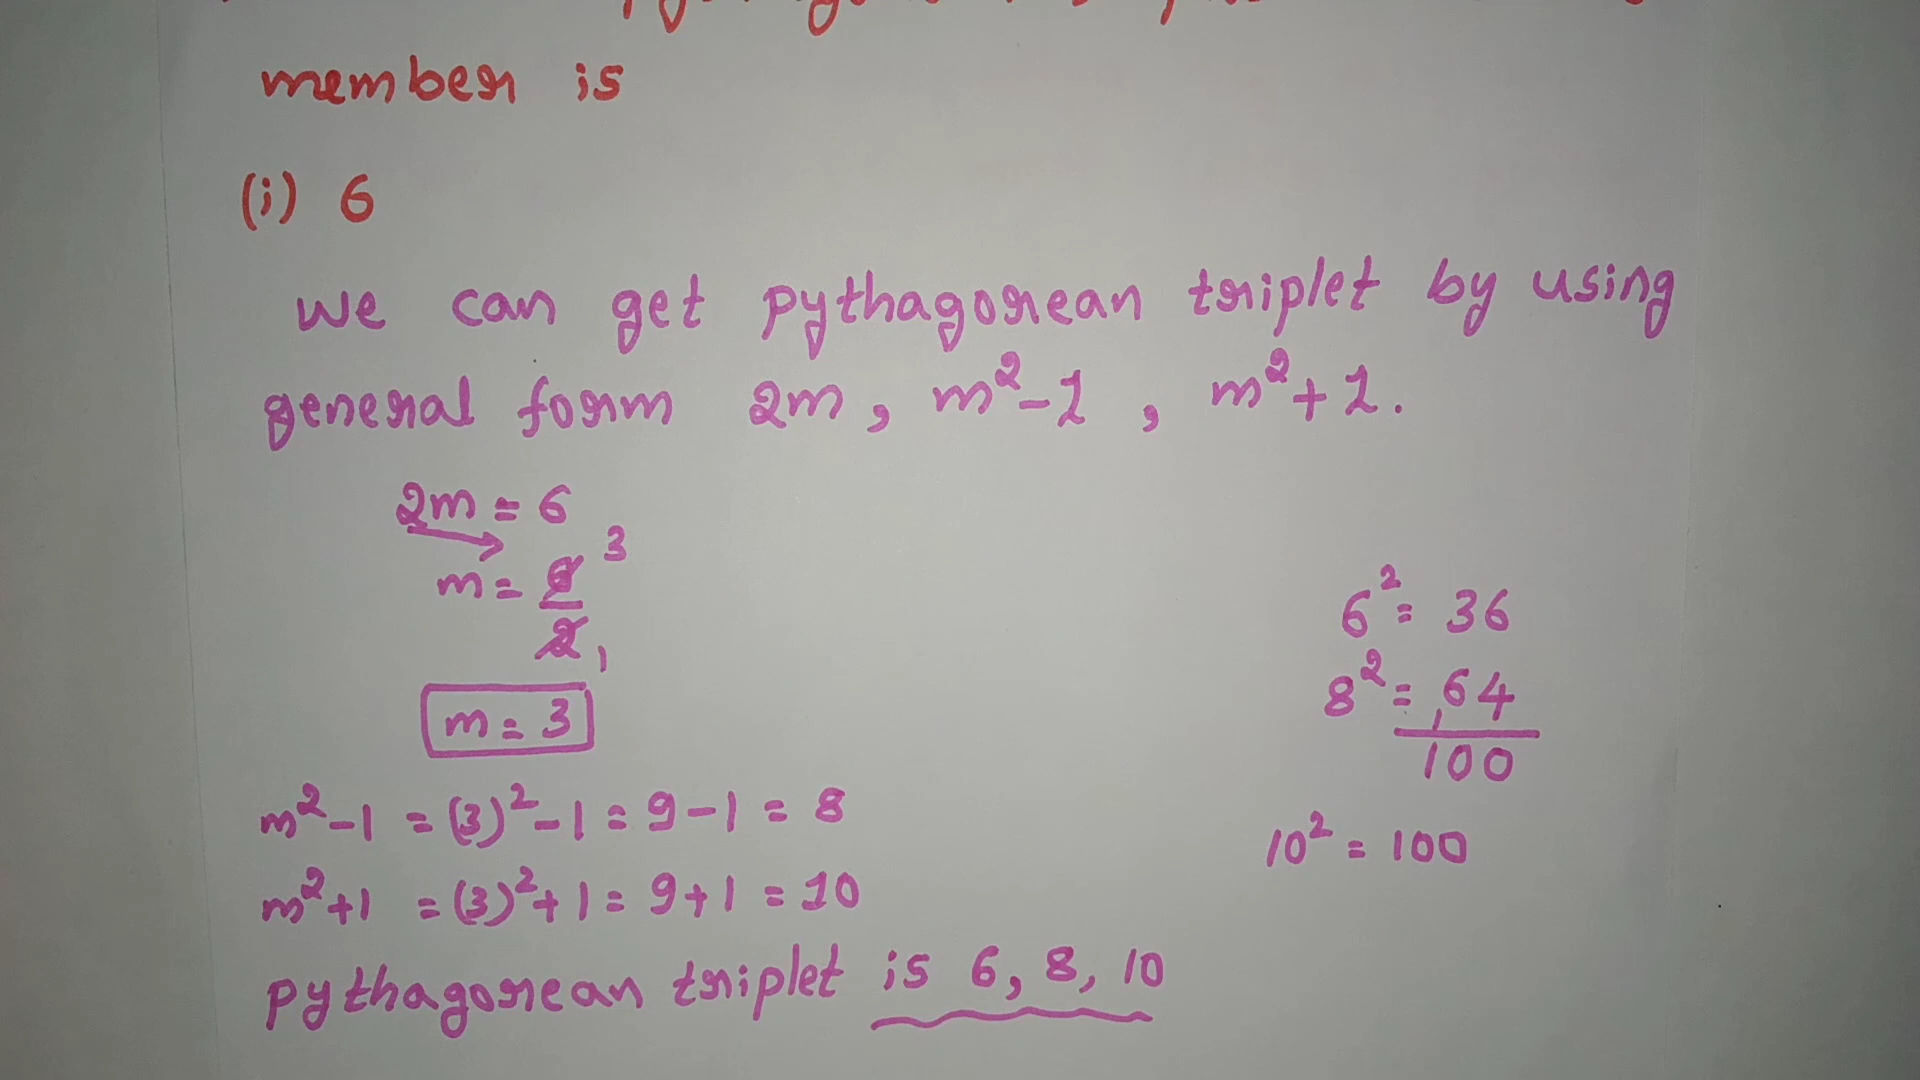 member is
(i) 6
we can get pythagorean triplet by using
general form 2m, m²-1, m²+1.
2m = 6
m = 6/2 3 1
m = 3
m²-1 = (3)²-1 = 9-1 = 8
m²+1 = (3)²+1 = 9+1 = 10
pythagorean triplet is 6, 8, 10
6² = 36
8² = 64
100
10² = 100